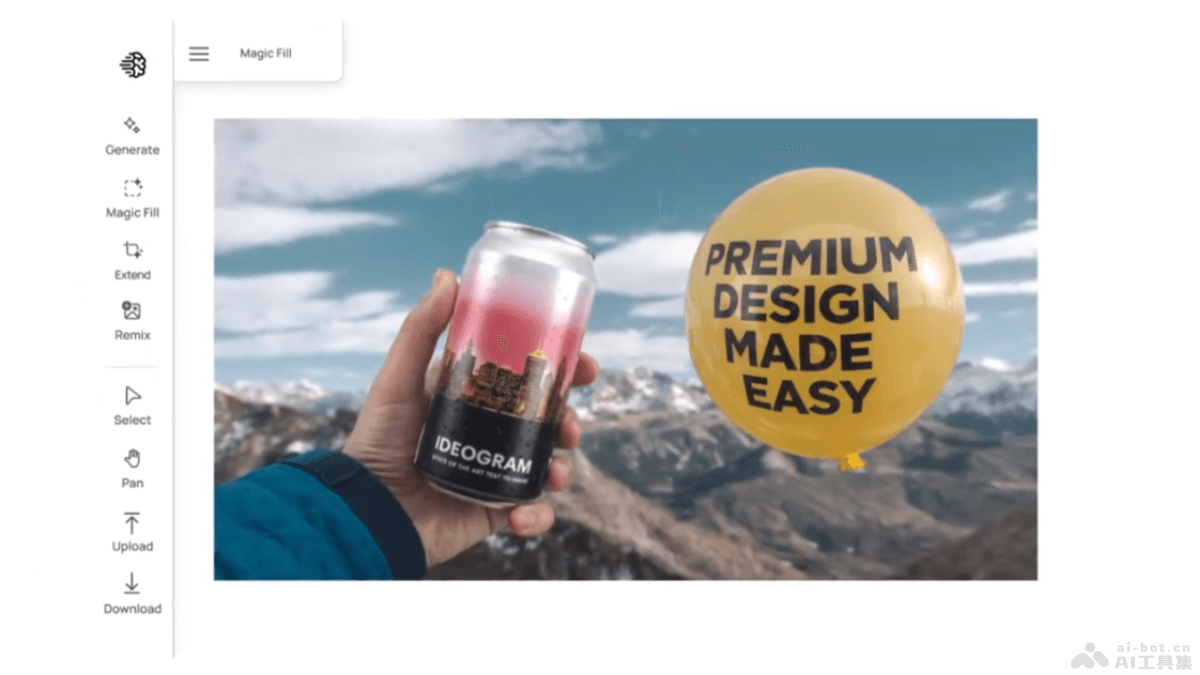 Magic Fill
Generate
Magic Fill
Extend
Remix
Select
Pan
Upload
Download
PREMIUM
DESIGN
MADE
EASY
IDEOGRAM
STATE OF THE ART TEXT TO IMAGE
ai-bot.cn
AI工具集